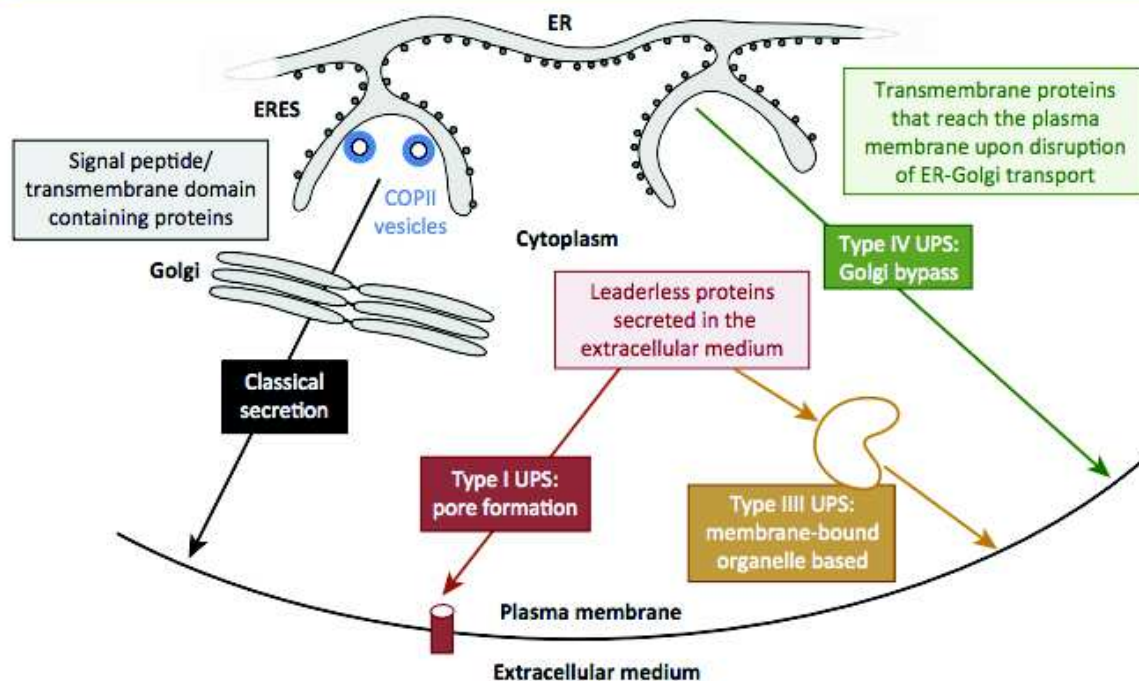 ER
ERES
Transmembrane proteins
that reach the plasma
membrane upon disruption
of ER-Golgi transport
Signal peptide/
transmembrane domain
containing proteins
COPII
vesicles
Cytoplasm
Golgi
Type IV UPS:
Golgi bypass
Leaderless proteins
secreted in the
extracellular medium
Classical
secretion
Type I UPS:
pore formation
Type IIII UPS:
membrane-bound
organelle based
Plasma membrane
Extracellular medium